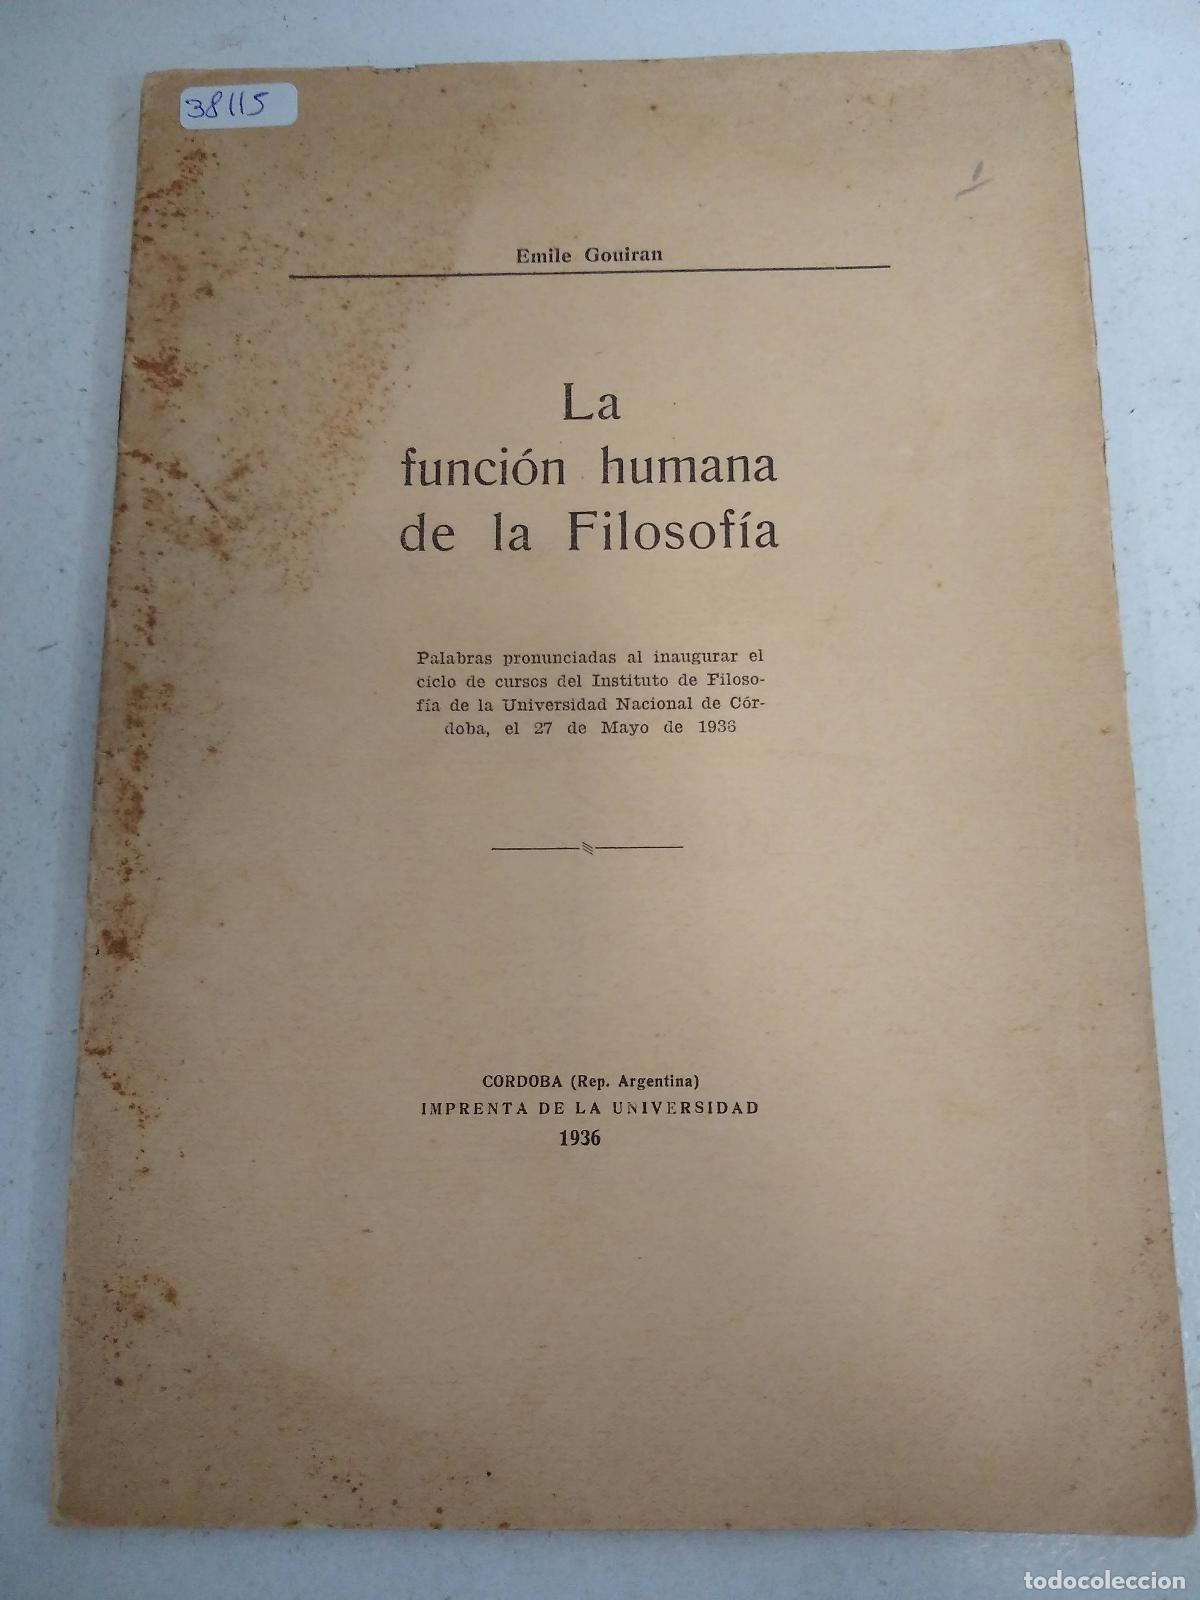 38115
Emile Gouiran
La
función humana
de la Filosofía
Palabras pronunciadas al inaugurar el
ciclo de cursos del Instituto de Filoso-
fía de la Universidad Nacional de Cór-
doba, el 27 de Mayo de 1936
CORDOBA (Rep. Argentina)
IMPRENTA DE LA UNIVERSIDAD
1936
todocoleccion